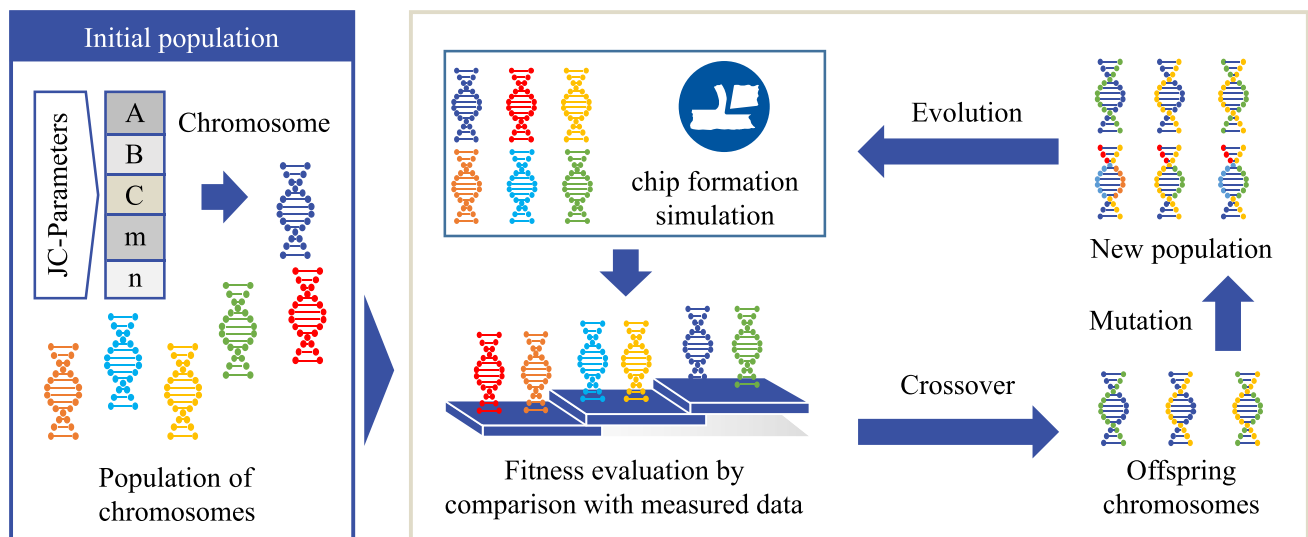 Initial population
JC-Parameters
A
B
C
m
n
Chromosome
Population of
chromosomes
chip formation
simulation
Fitness evaluation by
comparison with measured data
Crossover
Offspring
chromosomes
Mutation
New population
Evolution